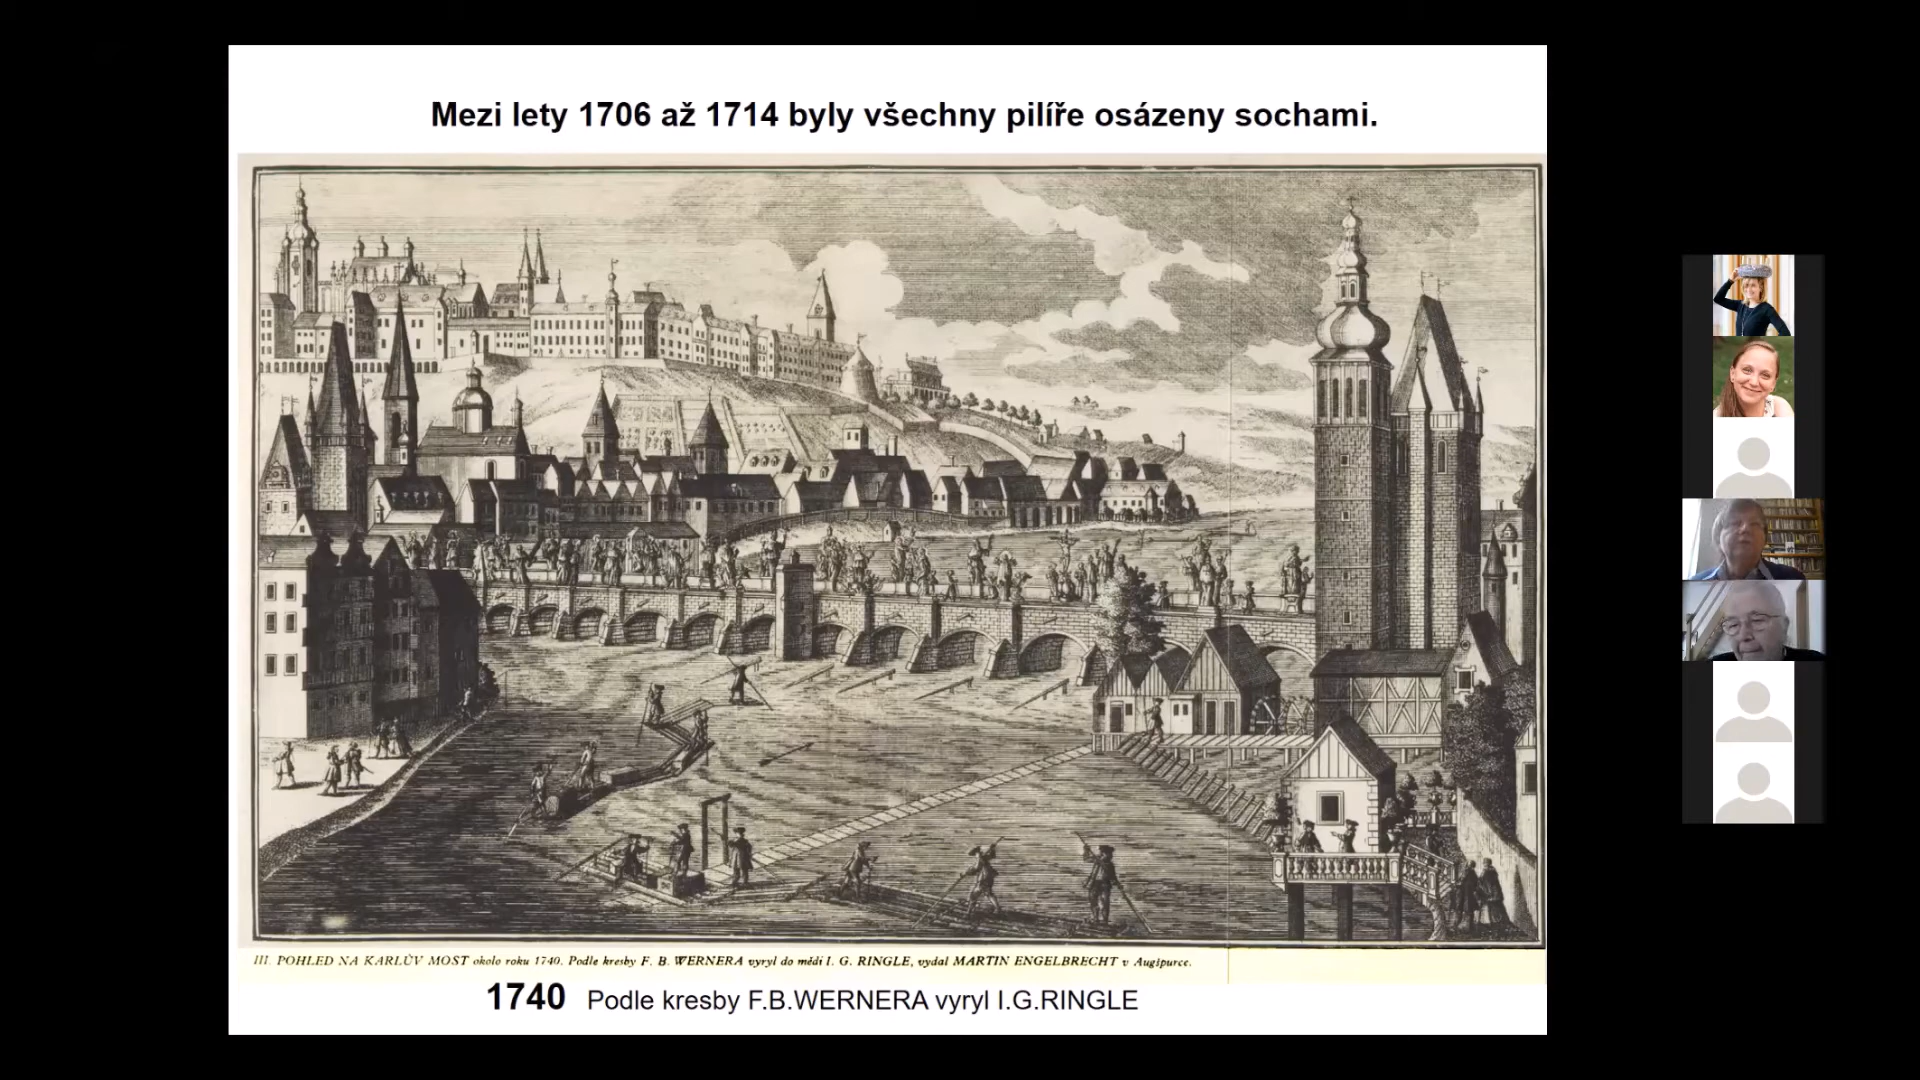 Mezi lety 1706 až 1714 byly všechny pilíře osázeny sochami.
III. POHLED NA KARLŮV MOST okolo roku 1740. Podle kresby F. B. WERNERA vyryl do mědi I. G. RINGLE, vydal MARTIN ENGELBRECHT v Augšpurce.
1740 Podle kresby F.B.WERNERA vyryl I.G.RINGLE